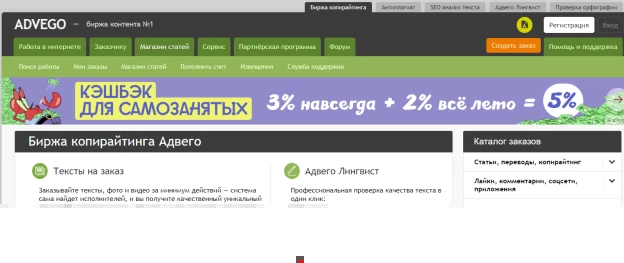 Биржа копирайтинга Антиплагиат SEO анализ текста Адвего Лингвист Проверка орфографии
ADVEGO — биржа контента №1 Регистрация Вход
Работа в интернете Заказчику Магазин статей Сервис Партнёрская программа Форум Создать заказ Помощь и поддержка
Поиск работы Мои заказы Магазин статей Пополнить счет Извещения Служба поддержки
КЭШБЭК
ДЛЯ САМОЗАНЯТЫХ 3% навсегда + 2% всё лето = 5%
Биржа копирайтинга Адвего Каталог заказов
Тексты на заказ Адвего Лингвист
Статьи, переводы, копирайтинг
Заказывайте тексты, фото и видео за минимум действий — система
сама найдет исполнителей, и вы получите качественный уникальный
Профессиональная проверка качества текста в
один клик:
Лайки, комментарии, соцсети,
приложения